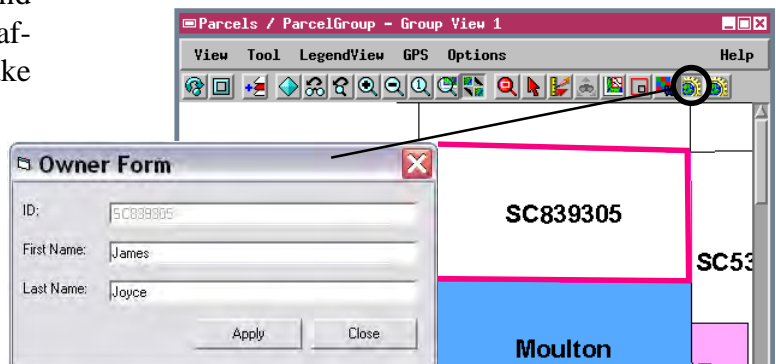 nd
af-
ke
Parcels / ParcelGroup - Group View 1
View Tool LegendView GPS Options Help
Owner Form
ID: SC839305
First Name: James
Last Name: Joyce
Apply Close
SC839305
SC53
Moulton